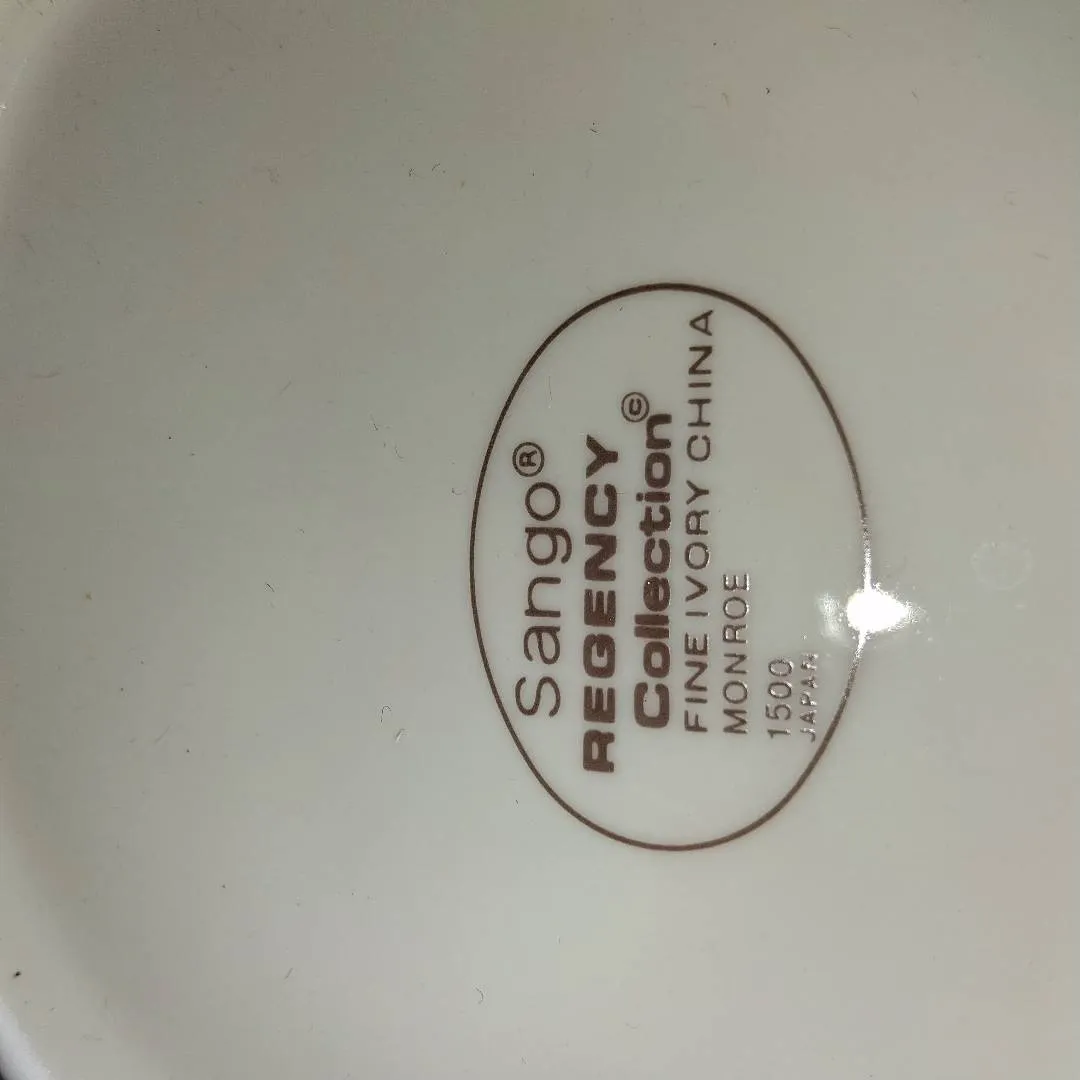 Sango®
REGENCY
Collection©
FINE IVORY CHINA
MONROE
1500
JAPAN